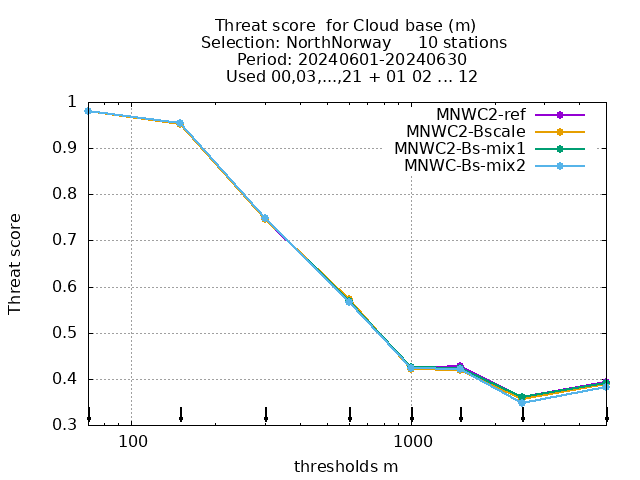 Threat score  for Cloud base (m)
Selection: NorthNorway     10 stations
Period: 20240601-20240630
Used 00,03,...,21 + 01 02 ... 12
MNWC2-ref
MNWC2-Bscale
MNWC2-Bs-mix1
MNWC-Bs-mix2
Threat score
1
0.9
0.8
0.7
0.6
0.5
0.4
0.3
100
1000
thresholds m